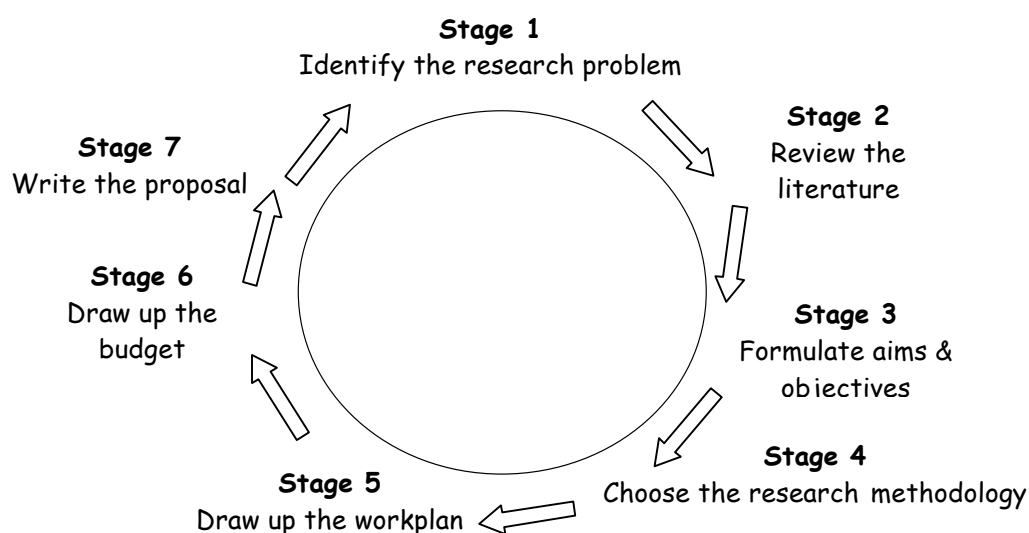 Stage 1
Identify the research problem
Stage 2
Review the
literature
Stage 3
Formulate aims &
objectives
Stage 4
Choose the research methodology
Stage 5
Draw up the workplan
Stage 6
Draw up the
budget
Stage 7
Write the proposal